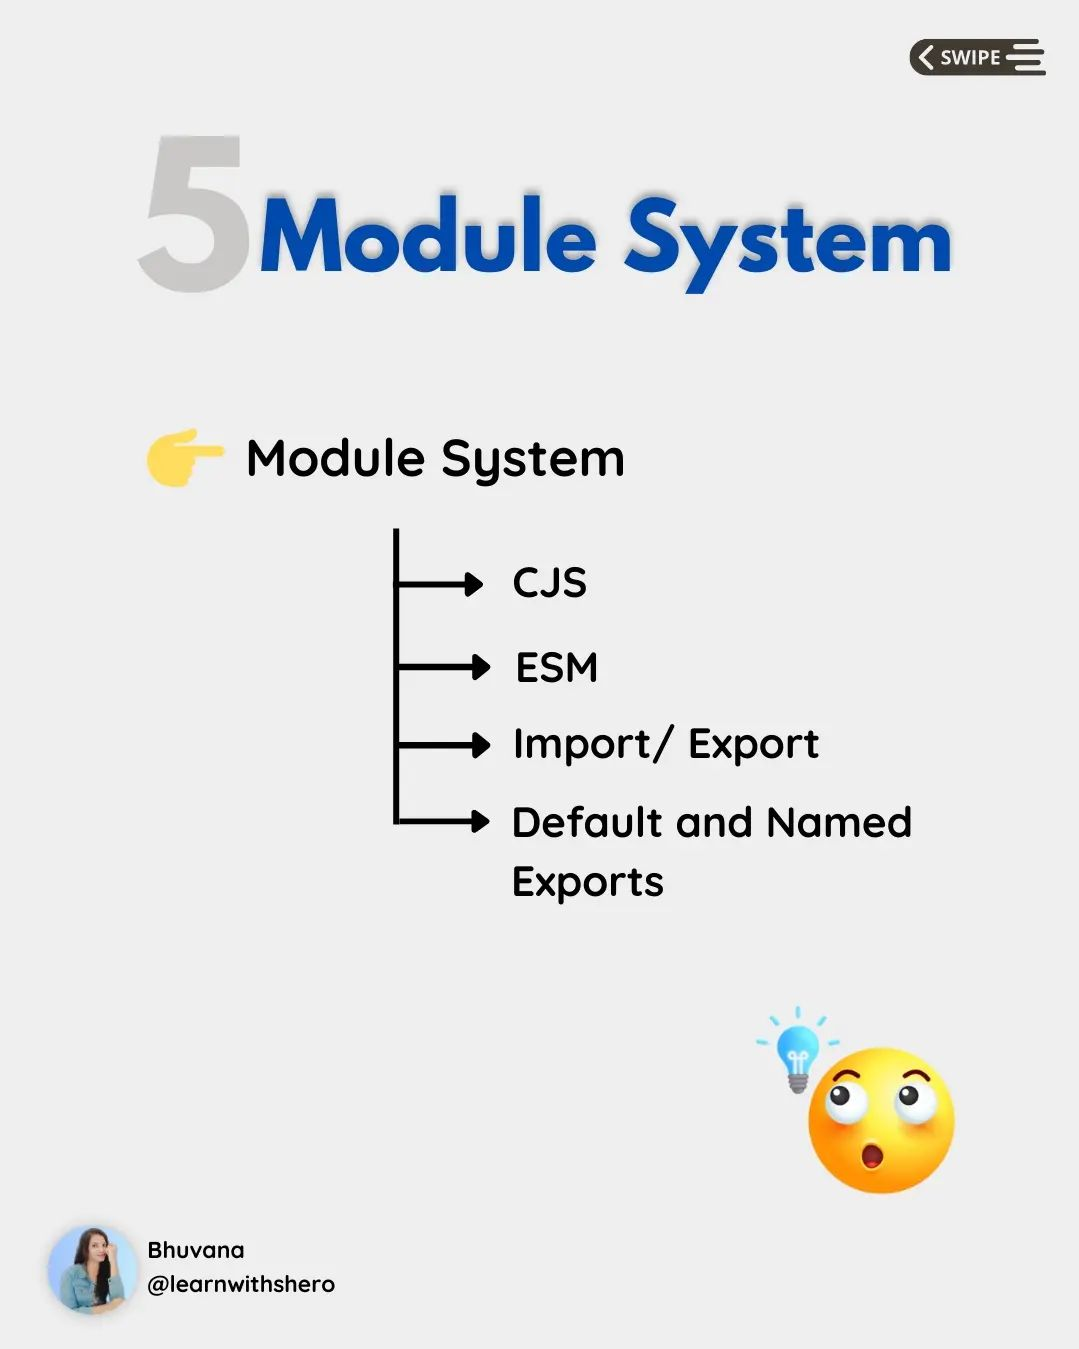 SWIPE
5 Module System
Module System
CJS
ESM
Import/ Export
Default and Named
Exports
Bhuvana
@learnwithshero